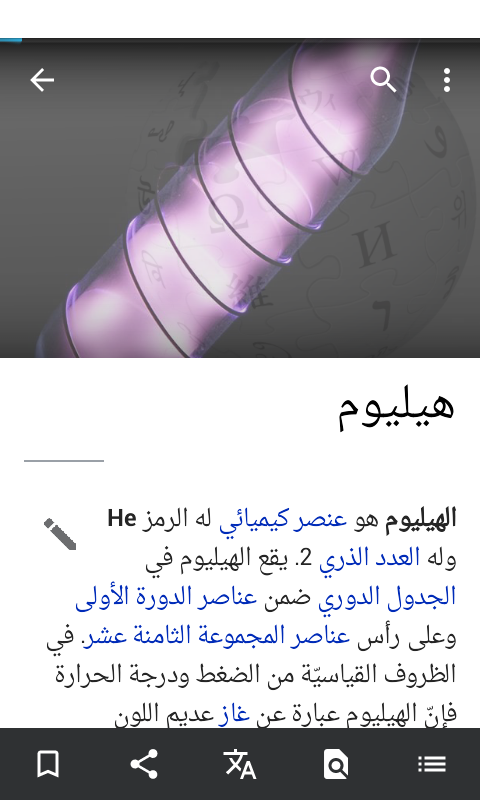 هيليوم
الهيليوم هو عنصر كيميائي له الرمز He
وله العدد الذري 2. يقع الهيليوم في
الجدول الدوري ضمن عناصر الدورة الأولى
وعلى رأس عناصر المجموعة الثامنة عشر. في
الظروف القياسيّة من الضغط ودرجة الحرارة
فإنّ الهيليوم عبارة عن غاز عديم اللون